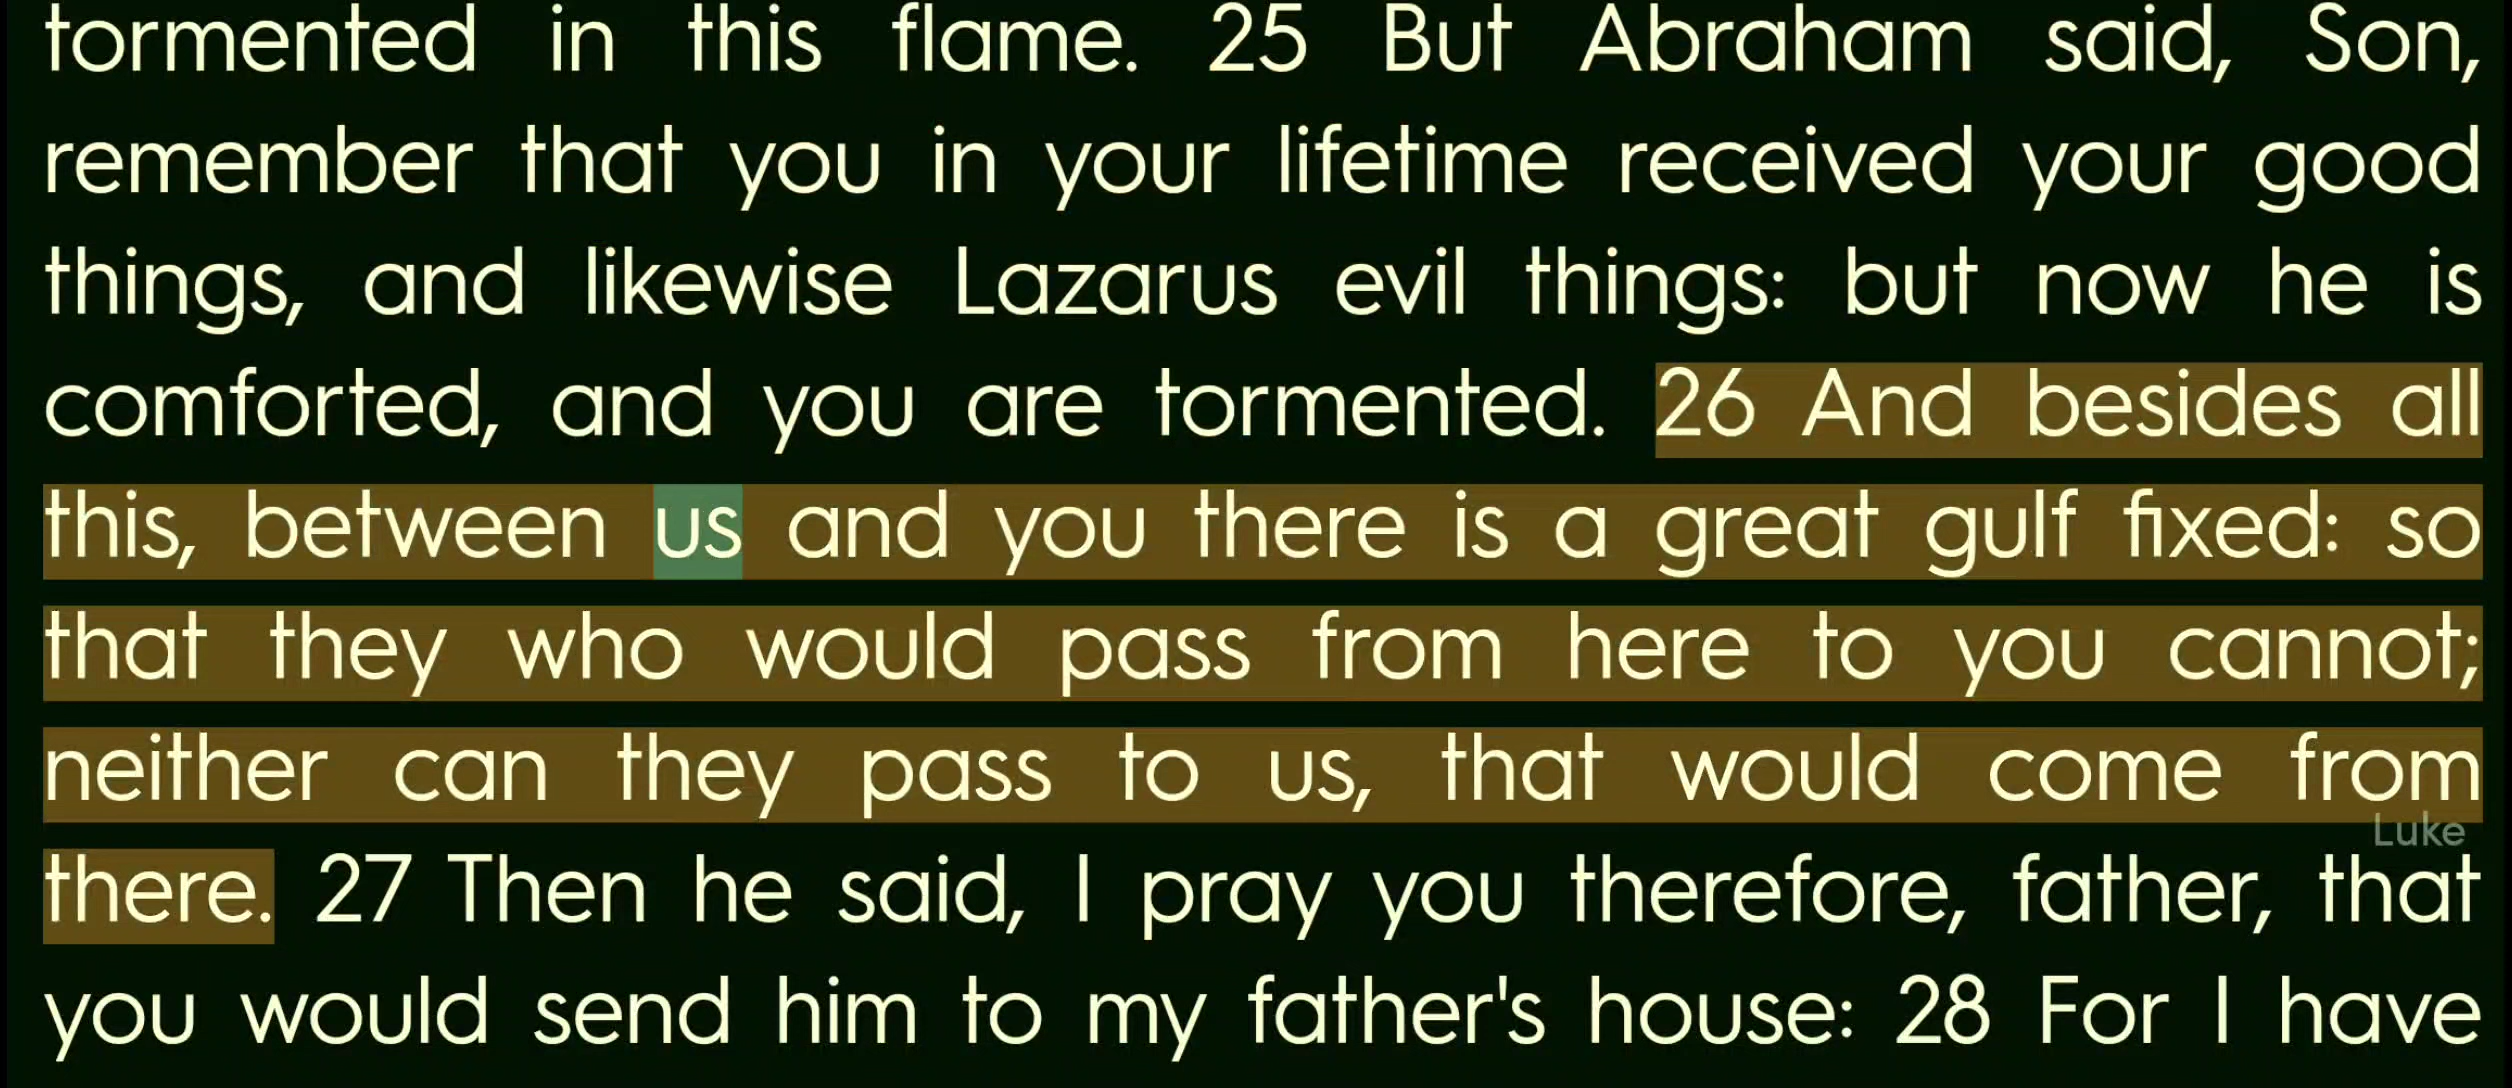 tormented in this flame. 25 But Abraham said, Son,
remember that you in your lifetime received your good
things, and likewise Lazarus evil things: but now he is
comforted, and you are tormented. 26 And besides all
this, between us and you there is a great gulf fixed: so
that they who would pass from here to you cannot;
neither can they pass to us, that would come from
Luke
there. 27 Then he said, I pray you therefore, father, that
you would send him to my father's house: 28 For I have